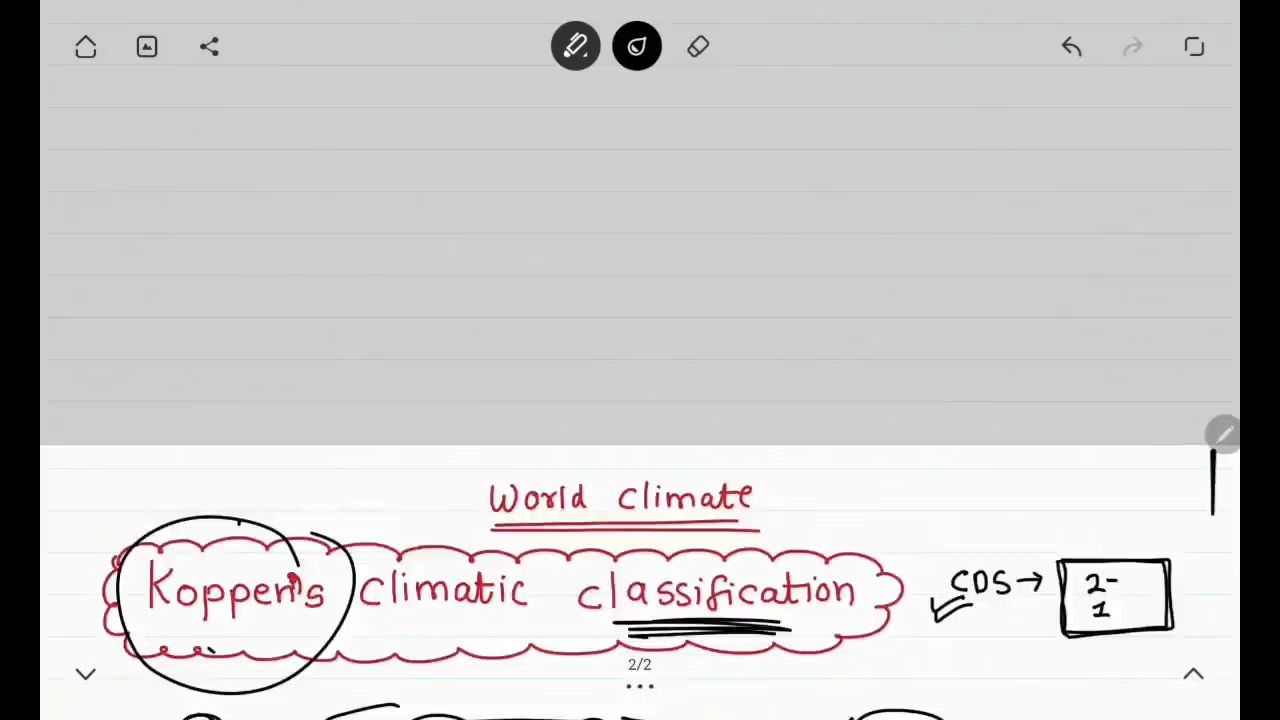 World Climate
Koppen's climatic classification
CDS → 2-
1
2/2